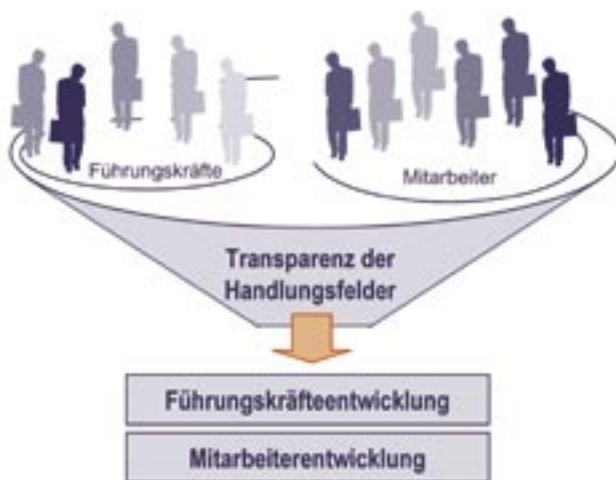 Führungskräfte
Mitarbeiter
Transparenz der
Handlungsfelder
Führungskräfteentwicklung
Mitarbeiterentwicklung